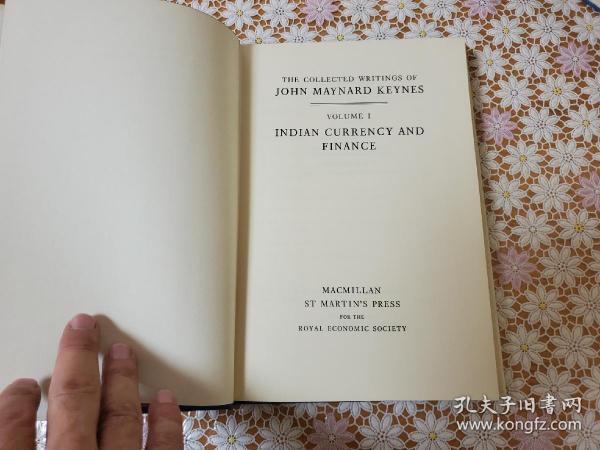 THE COLLECTED WRITINGS OF
JOHN MAYNARD KEYNES
VOLUME I
INDIAN CURRENCY AND
FINANCE
MACMILLAN
ST MARTIN'S PRESS
FOR THE
ROYAL ECONOMIC SOCIETY
孔夫子旧书网
www.kongfz.com